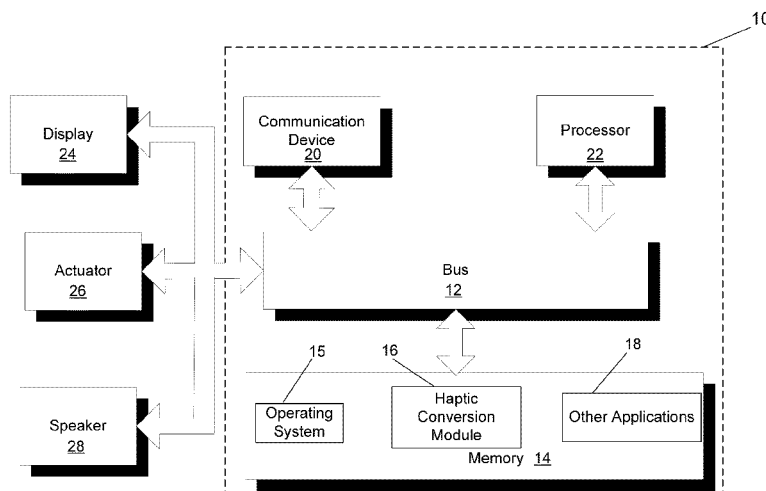 10
Display
24
Communication
Device
20
Processor
22
Actuator
26
Bus
12
15
16
18
Speaker
28
Operating
System
Haptic
Conversion
Module
Other Applications
Memory 14